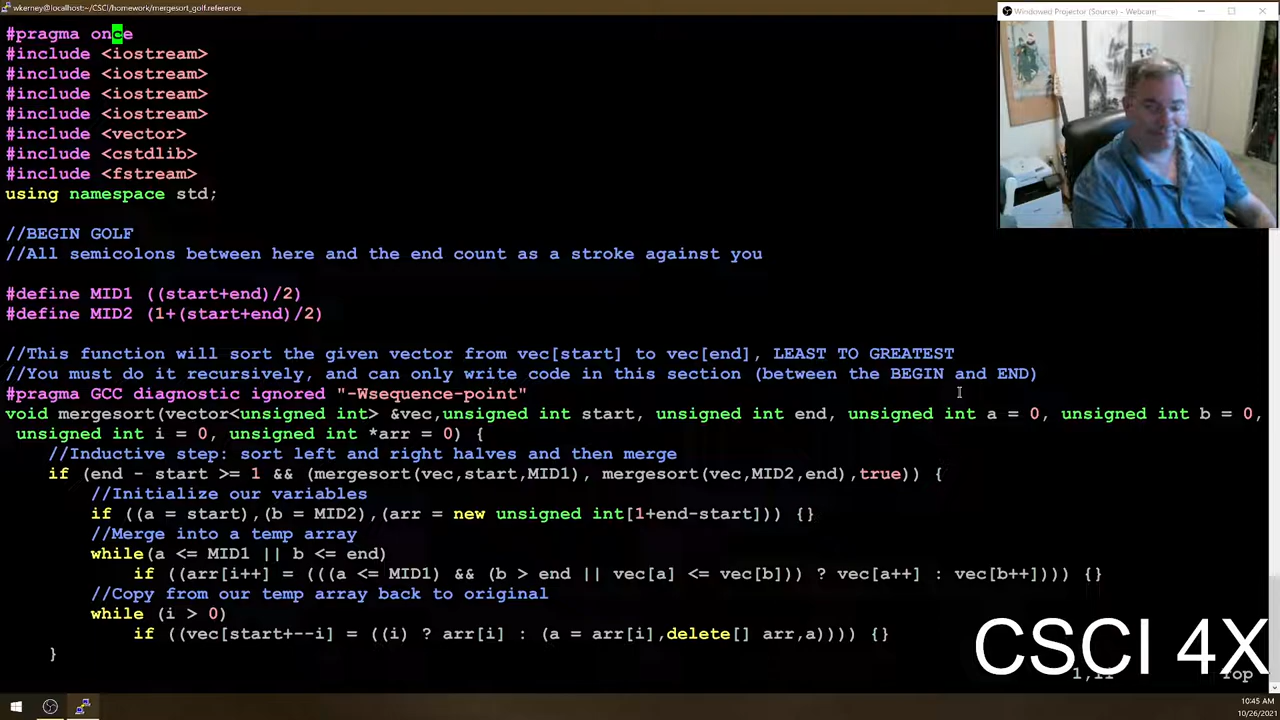 wkerney@localhost:~/CSCI/homework/mergesort_golf.reference
Windowed Projector (Source) - Webcam
#pragma once
#include <iostream>
#include <iostream>
#include <iostream>
#include <iostream>
#include <vector>
#include <cstdlib>
#include <fstream>
using namespace std;
//BEGIN GOLF
//All semicolons between here and the end count as a stroke against you
#define MID1 ((start+end)/2)
#define MID2 (1+(start+end)/2)
//This function will sort the given vector from vec[start] to vec[end], LEAST TO GREATEST
//You must do it recursively, and can only write code in this section (between the BEGIN and END)
#pragma GCC diagnostic ignored "-Wsequence-point"
void mergesort(vector<unsigned int> &vec,unsigned int start, unsigned int end, unsigned int a = 0, unsigned int b = 0,
unsigned int i = 0, unsigned int *arr = 0) {
//Inductive step: sort left and right halves and then merge
if (end - start >= 1 && (mergesort(vec,start,MID1), mergesort(vec,MID2,end),true)) {
//Initialize our variables
if ((a = start),(b = MID2),(arr = new unsigned int[1+end-start])) {}
//Merge into a temp array
while(a <= MID1 || b <= end)
if ((arr[i++] = (((a <= MID1) && (b > end || vec[a] <= vec[b])) ? vec[a++] : vec[b++]))) {}
//Copy from our temp array back to original
while (i > 0)
if ((vec[start+--i] = ((i) ? arr[i] : (a = arr[i],delete[] arr,a)))) {}
}
CSCI 4X
Top
10:45 AM
10/26/2021